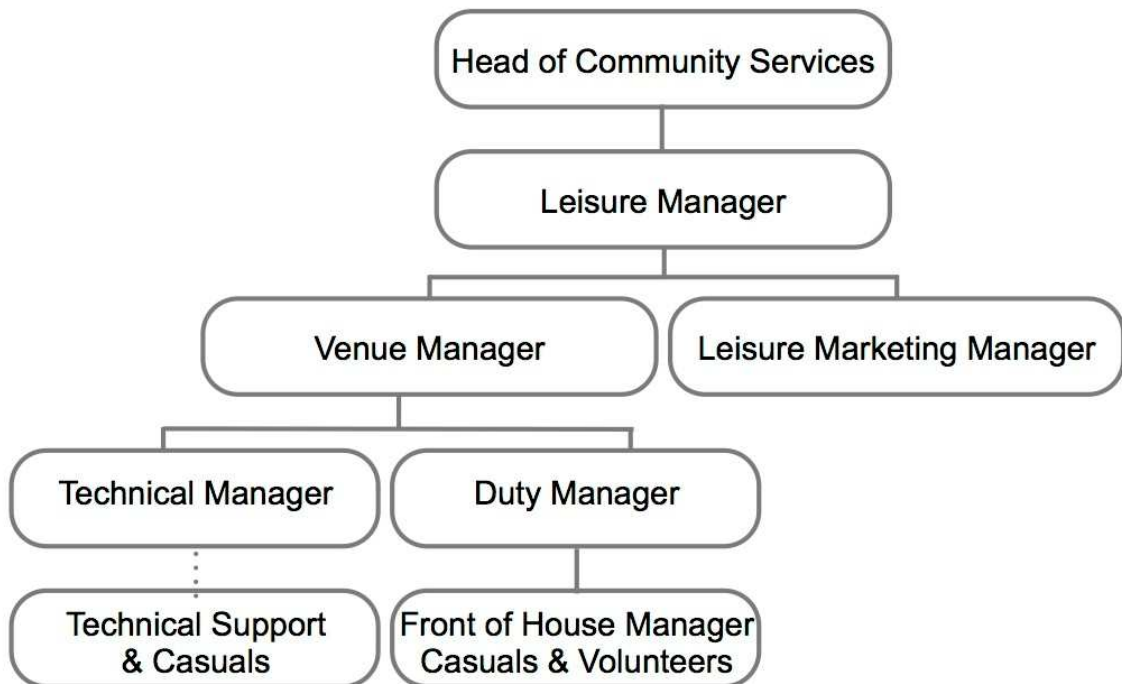 Head of Community Services
Leisure Manager
Venue Manager
Leisure Marketing Manager
Technical Manager
Duty Manager
Technical Support
& Casuals
Front of House Manager
Casuals & Volunteers